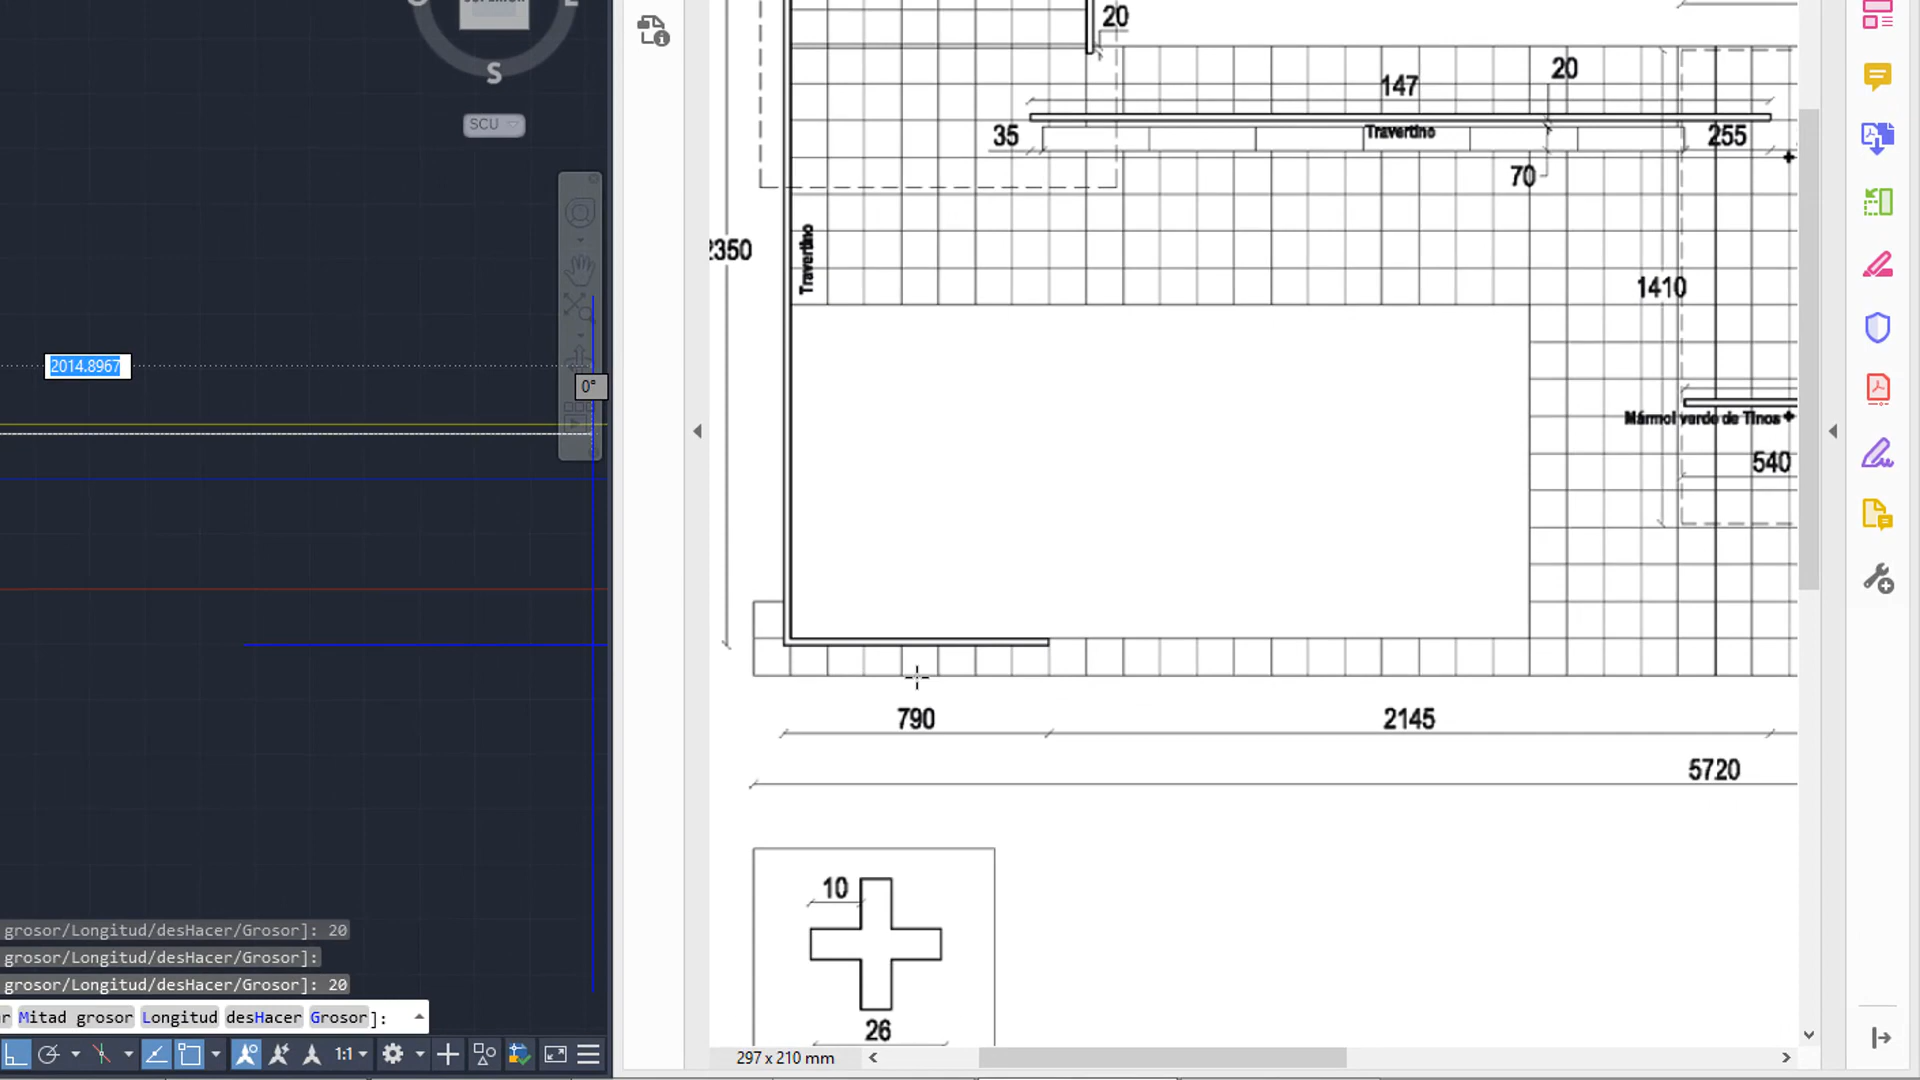 S
SCU
2014.8967
0°
grosor/Longitud/desHacer/Grosor]: 20
grosor/Longitud/desHacer/Grosor]:
grosor/Longitud/desHacer/Grosor]: 20
r Mitad grosor Longitud desHacer Grosor]:
1:1
20
147
20
35
Travertino
255
70
2350
Travertino
1410
Mármol verde de Tinos
540
790
2145
5720
10
26
297 x 210 mm